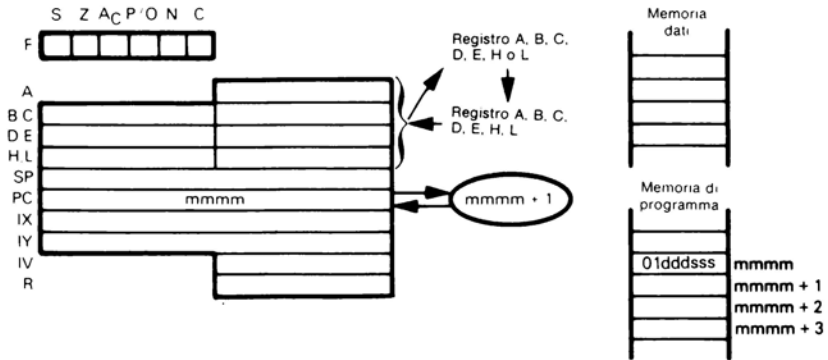 S Z AC P/O N C
F
A
B C
D E
H L
SP
PC
IX
IY
IV
R
mmmm
Registro A, B, C,
D, E, H o L
Registro A, B, C,
D, E, H, L
mmmm + 1
Memoria
dati
Memoria di
programma
01dddsss mmmm
mmmm + 1
mmmm + 2
mmmm + 3